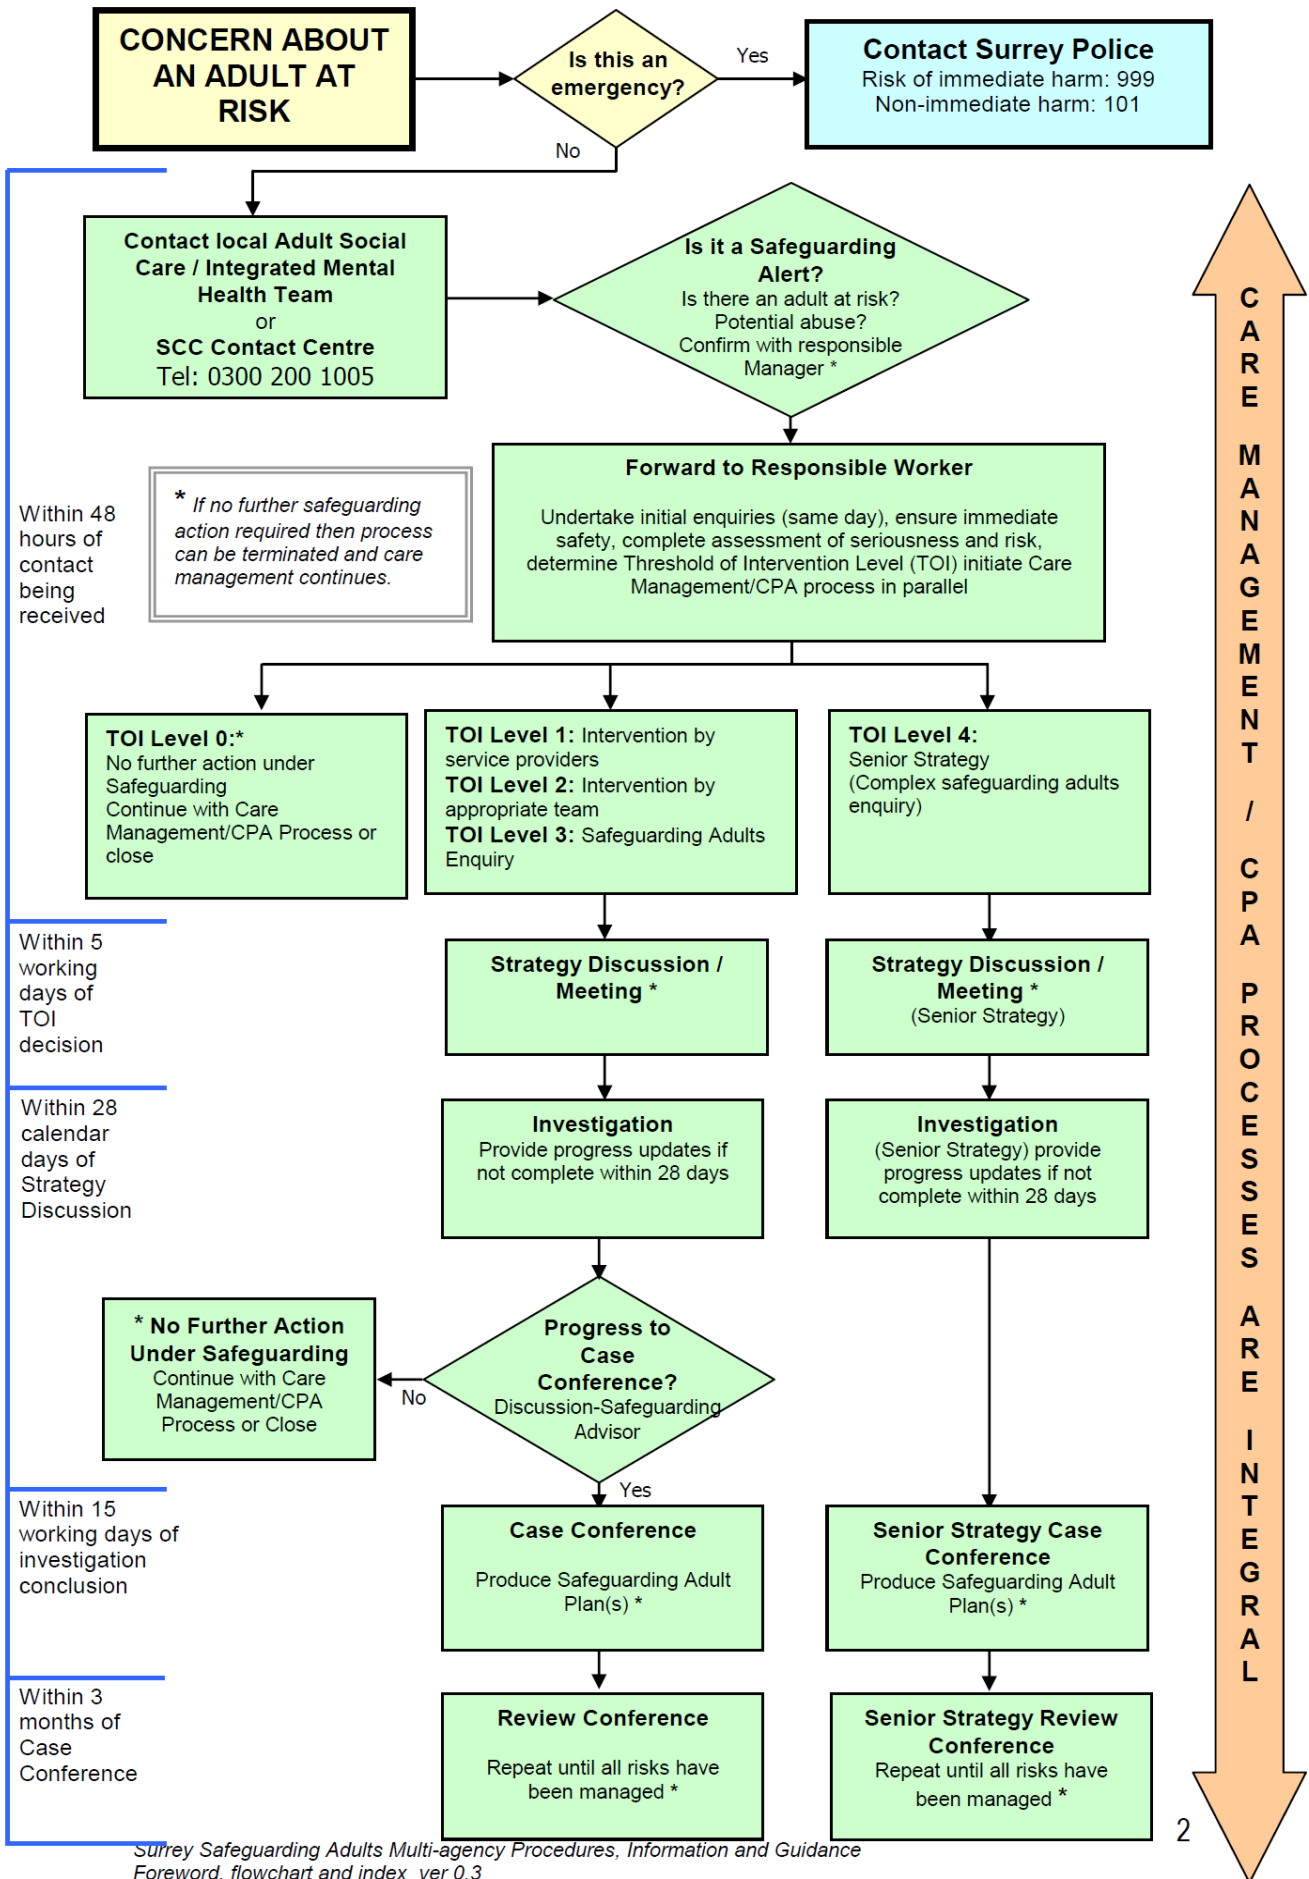 CONCERN ABOUT
AN ADULT AT
RISK
Is this an
emergency?
Yes
Contact Surrey Police
Risk of immediate harm: 999
Non-immediate harm: 101
No
Contact local Adult Social
Care / Integrated Mental
Health Team
or
SCC Contact Centre
Tel: 0300 200 1005
Is it a Safeguarding
Alert?
Is there an adult at risk?
Potential abuse?
Confirm with responsible
Manager *
Within 48
hours of
contact
being
received
* If no further safeguarding
action required then process
can be terminated and care
management continues.
Forward to Responsible Worker
Undertake initial enquiries (same day), ensure immediate
safety, complete assessment of seriousness and risk,
determine Threshold of Intervention Level (TOI) initiate Care
Management/CPA process in parallel
TOI Level 0:*
No further action under
Safeguarding
Continue with Care
Management/CPA Process or
close
TOI Level 1: Intervention by
service providers
TOI Level 2: Intervention by
appropriate team
TOI Level 3: Safeguarding Adults
Enquiry
TOI Level 4:
Senior Strategy
(Complex safeguarding adults
enquiry)
Within 5
working
days of
TOI
decision
Strategy Discussion /
Meeting *
Strategy Discussion /
Meeting *
(Senior Strategy)
Within 28
calendar
days of
Strategy
Discussion
Investigation
Provide progress updates if
not complete within 28 days
Investigation
(Senior Strategy) provide
progress updates if not
complete within 28 days
* No Further Action
Under Safeguarding
Continue with Care
Management/CPA
Process or Close
No
Progress to
Case
Conference?
Discussion-Safeguarding
Advisor
Yes
Within 15
working days of
investigation
conclusion
Case Conference
Produce Safeguarding Adult
Plan(s) *
Senior Strategy Case
Conference
Produce Safeguarding Adult
Plan(s) *
Within 3
months of
Case
Conference
Review Conference
Repeat until all risks have
been managed *
Senior Strategy Review
Conference
Repeat until all risks have
been managed *
CARE MANAGEMENT / CPA PROCESSES ARE INTEGRAL
2
Surrey Safeguarding Adults Multi-agency Procedures, Information and Guidance
Foreword, flowchart and index ver 0.3